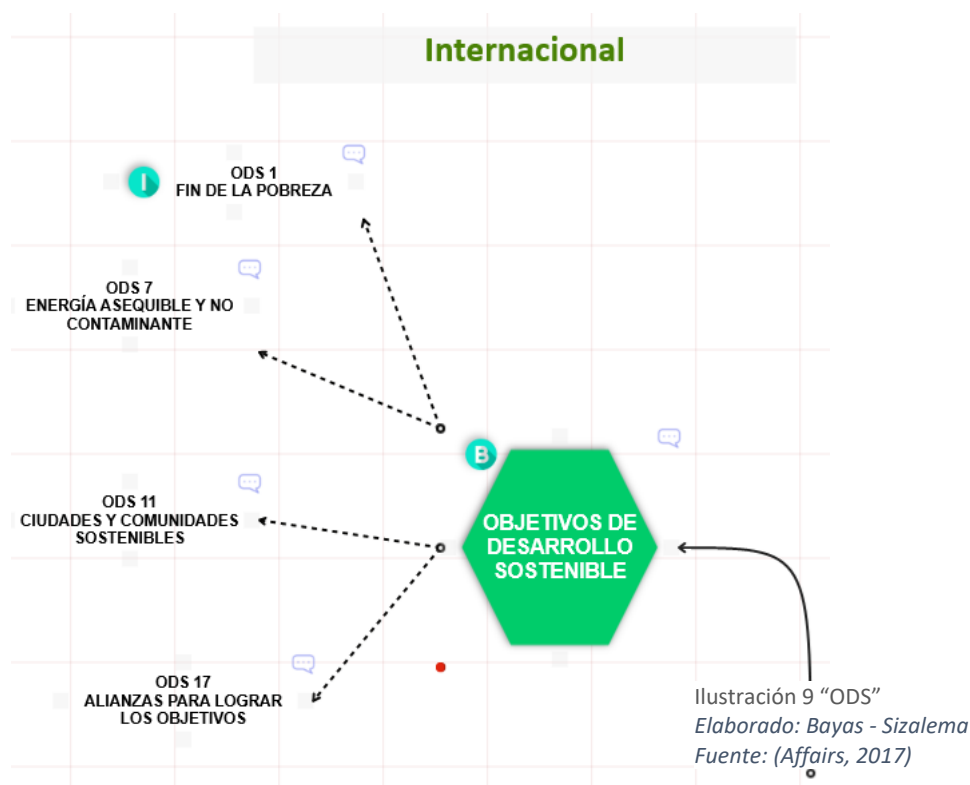 Internacional
I
ODS 1
FIN DE LA POBREZA
ODS 7
ENERGÍA ASEQUIBLE Y NO
CONTAMINANTE
B
OBJETIVOS DE
DESARROLLO
SOSTENIBLE
ODS 11
CIUDADES Y COMUNIDADES
SOSTENIBLES
ODS 17
ALIANZAS PARA LOGRAR
LOS OBJETIVOS
Ilustración 9 “ODS”
Elaborado: Bayas - Sizalema
Fuente: (Affairs, 2017)